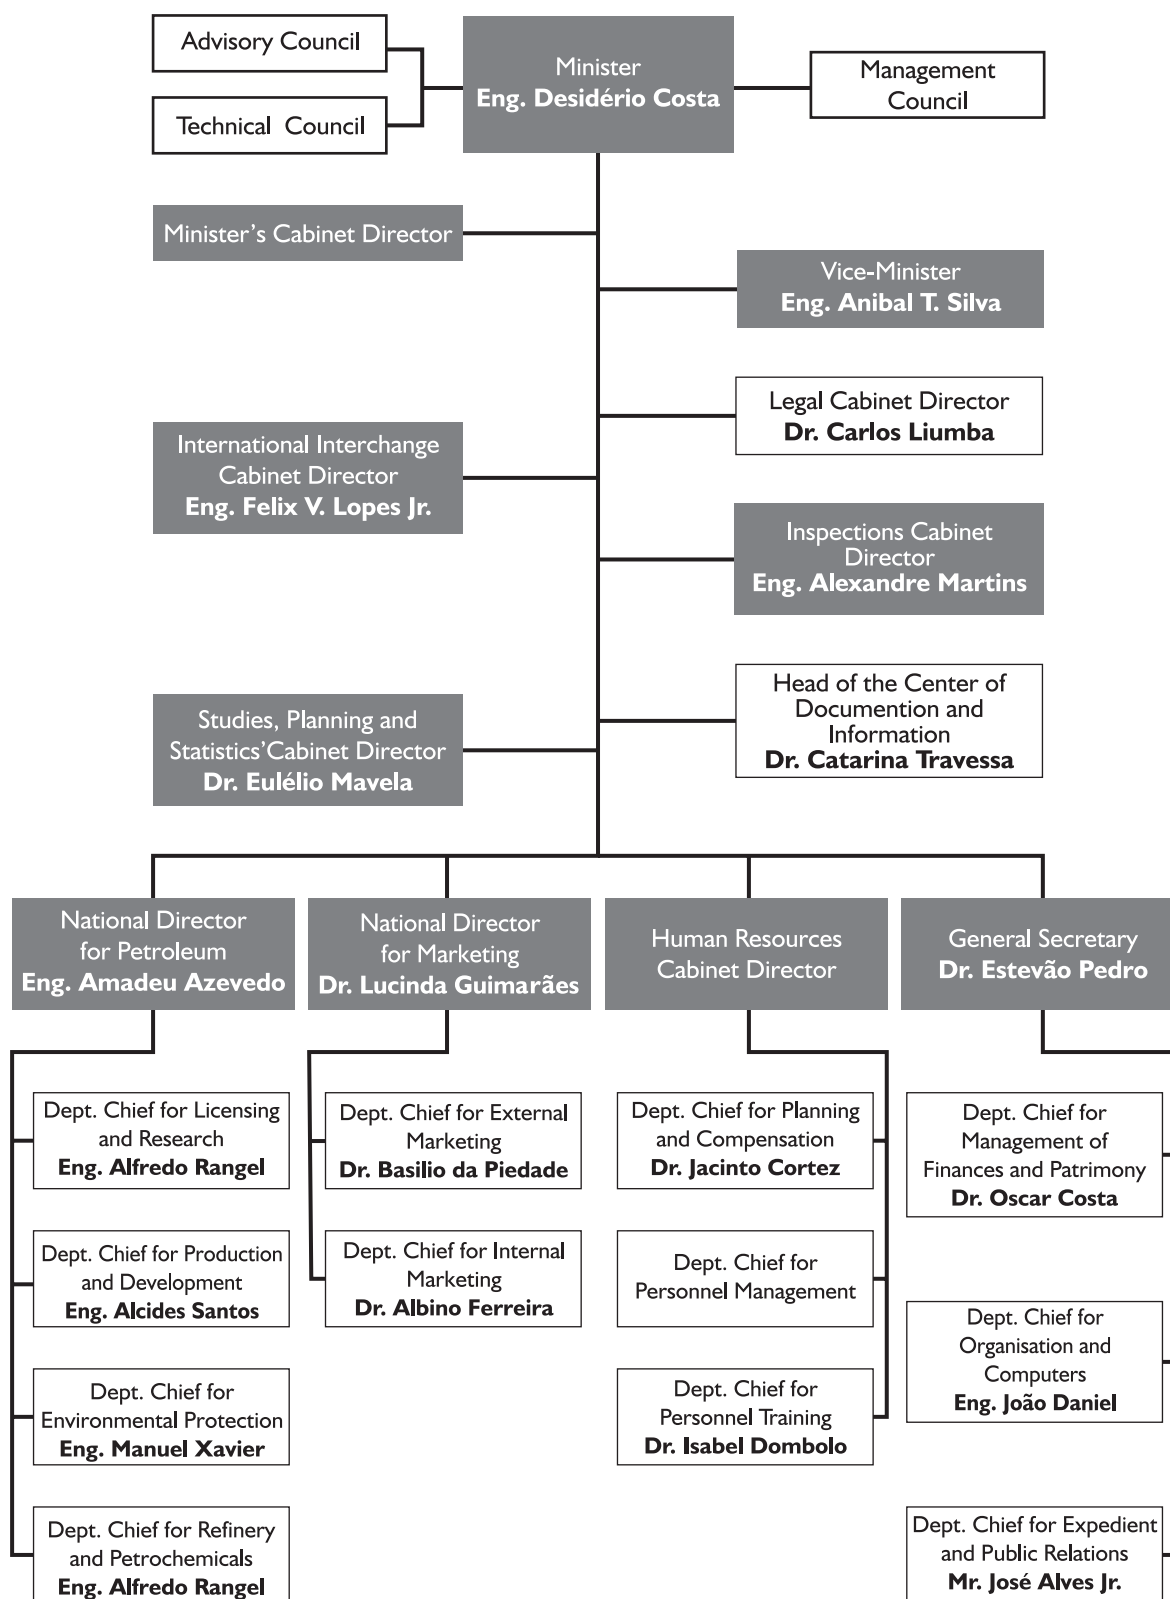 Advisory Council
Technical Council
Minister
Eng. Desidério Costa
Management
Council
Minister's Cabinet Director
Vice-Minister
Eng. Anibal T. Silva
Legal Cabinet Director
Dr. Carlos Liumba
International Interchange
Cabinet Director
Eng. Felix V. Lopes Jr.
Inspections Cabinet
Director
Eng. Alexandre Martins
Head of the Center of
Documention and
Information
Dr. Catarina Travessa
Studies, Planning and
Statistics'Cabinet Director
Dr. Eulélio Mavela
National Director
for Petroleum
Eng. Amadeu Azevedo
National Director
for Marketing
Dr. Lucinda Guimarães
Human Resources
Cabinet Director
General Secretary
Dr. Estevão Pedro
Dept. Chief for Licensing
and Research
Eng. Alfredo Rangel
Dept. Chief for External
Marketing
Dr. Basilio da Piedade
Dept. Chief for Planning
and Compensation
Dr. Jacinto Cortez
Dept. Chief for
Management of
Finances and Patrimony
Dr. Oscar Costa
Dept. Chief for Production
and Development
Eng. Alcides Santos
Dept. Chief for Internal
Marketing
Dr. Albino Ferreira
Dept. Chief for
Personnel Management
Dept. Chief for
Organisation and
Computers
Eng. João Daniel
Dept. Chief for
Environmental Protection
Eng. Manuel Xavier
Dept. Chief for
Personnel Training
Dr. Isabel Dombolo
Dept. Chief for Refinery
and Petrochemicals
Eng. Alfredo Rangel
Dept. Chief for Expedient
and Public Relations
Mr. José Alves Jr.